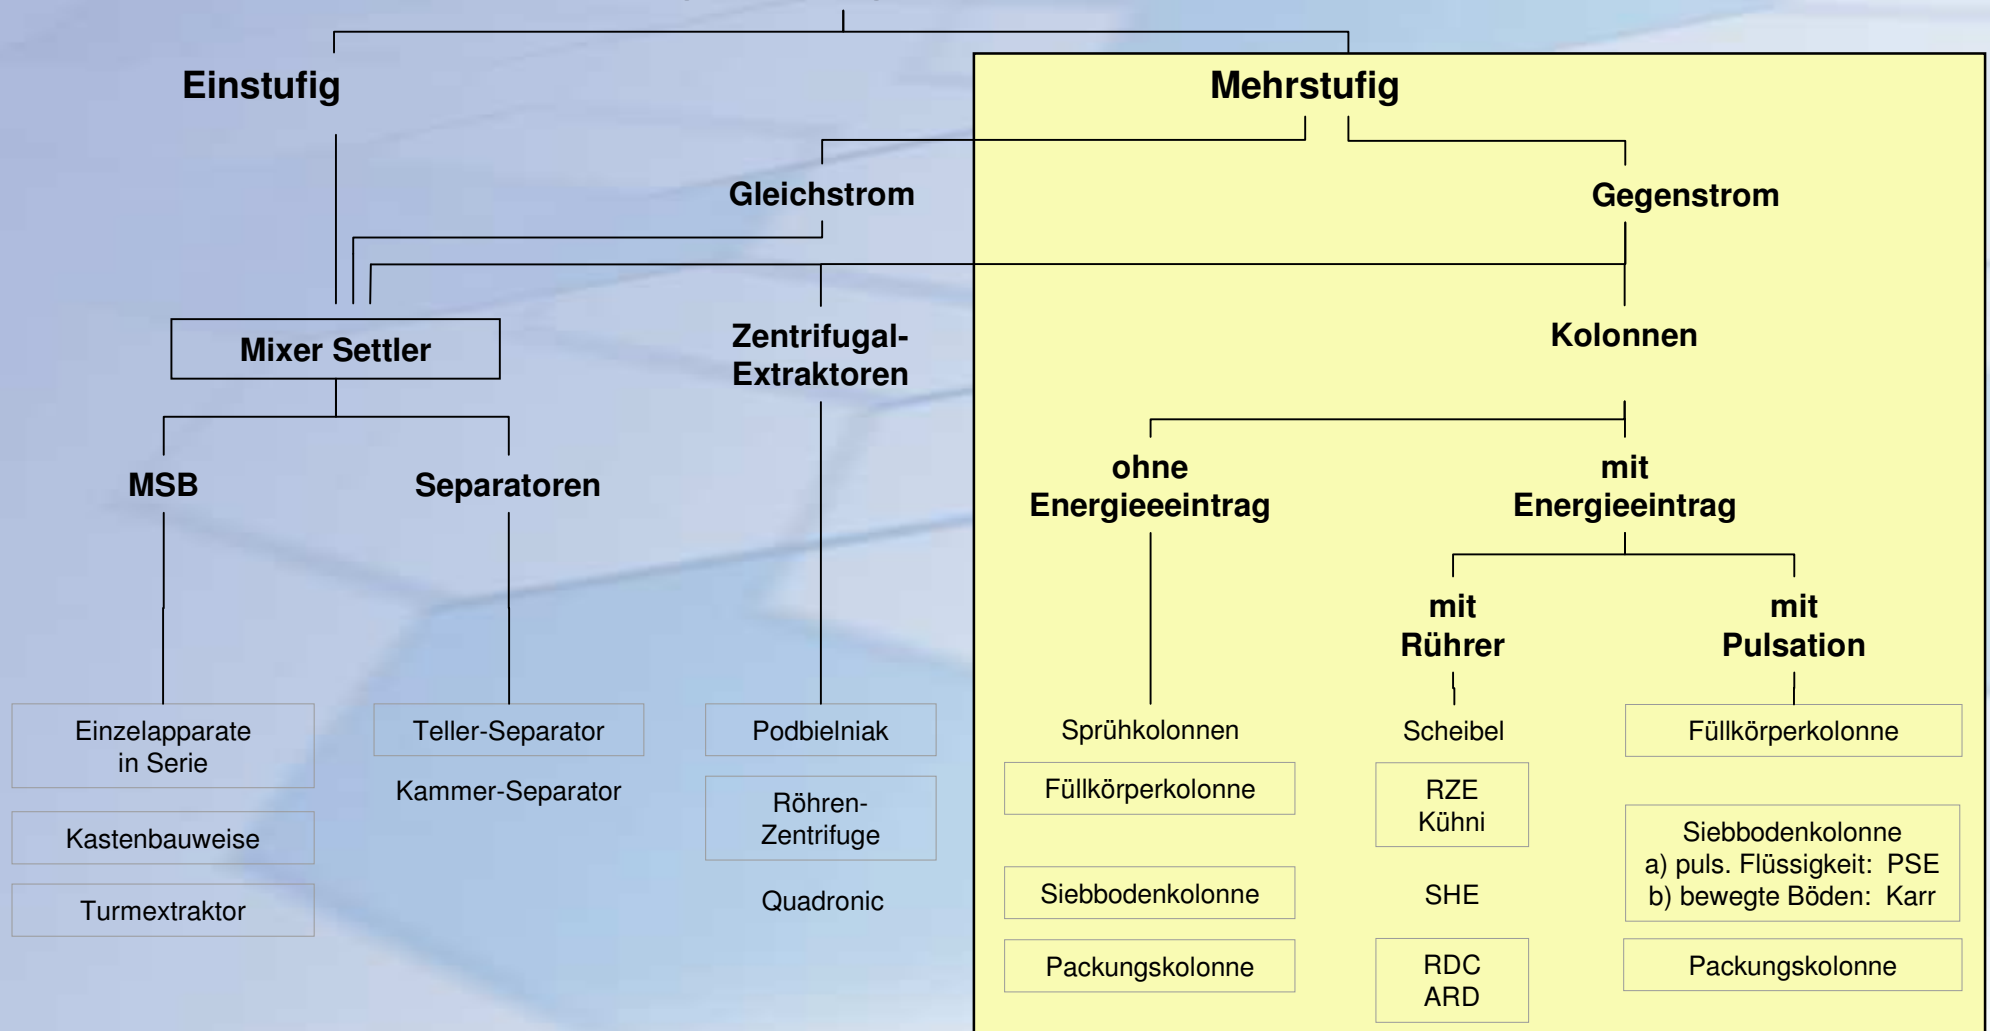 Einstufig
Mehrstufig
Gleichstrom
Gegenstrom
Mixer Settler
Zentrifugal-
Extraktoren
Kolonnen
MSB
Separatoren
ohne
Energieeeintrag
mit
Energieeintrag
mit
Rührer
mit
Pulsation
Einzelapparate
in Serie
Kastenbauweise
Turmextraktor
Teller-Separator
Kammer-Separator
Podbielniak
Röhren-
Zentrifuge
Quadronic
Sprühkolonnen
Füllkörperkolonne
Siebbodenkolonne
Packungskolonne
Scheibel
RZE
Kühni
SHE
RDC
ARD
Füllkörperkolonne
Siebbodenkolonne
a) puls. Flüssigkeit: PSE
b) bewegte Böden: Karr
Packungskolonne